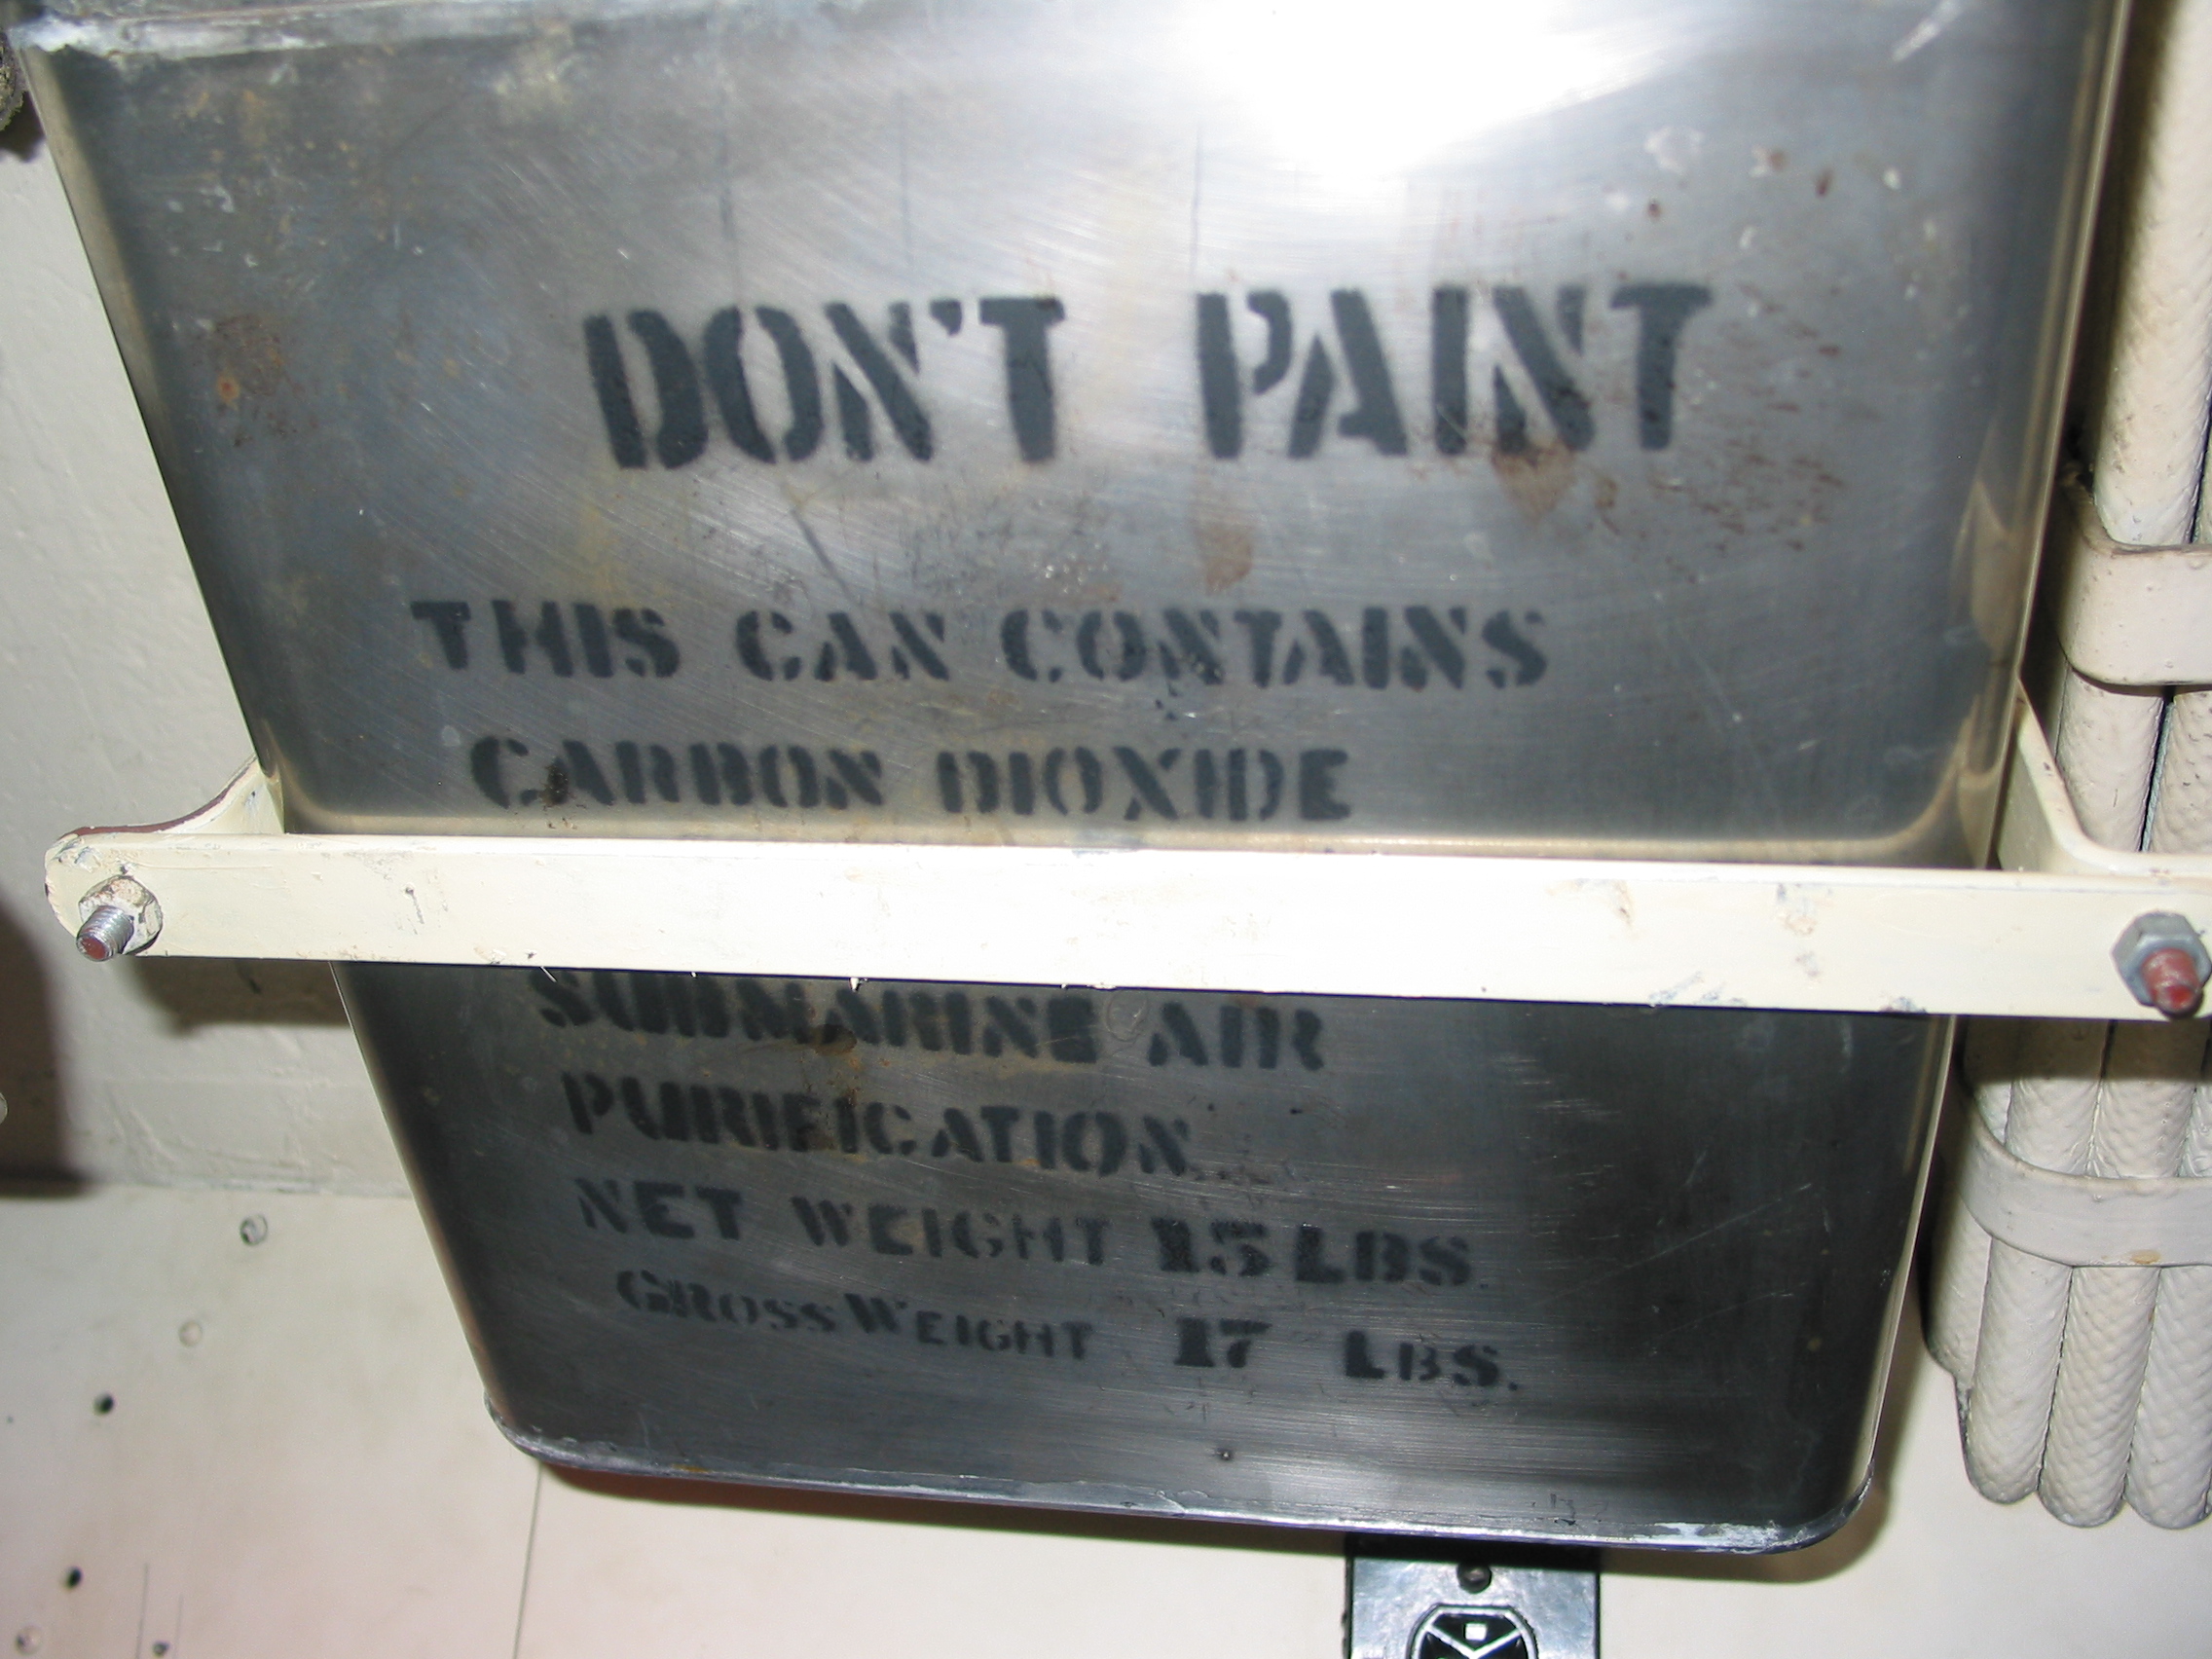 DON'T PAINT
THIS CAN CONTAINS
CARBON DIOXIDE
SUBMARINE AIR
PURIFICATION
NET WEIGHT 15 LBS.
GROSS WEIGHT 17 LBS.